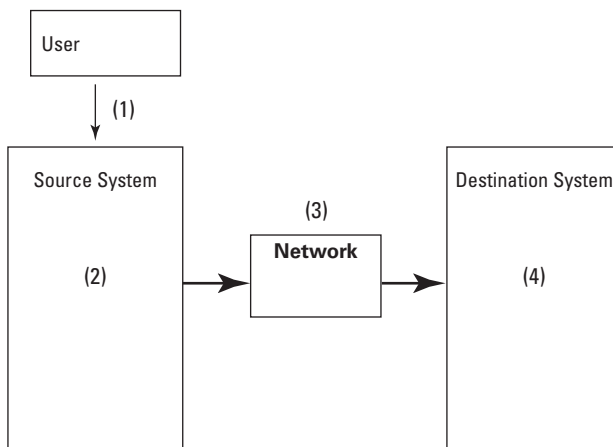 User
(1)
Source System
Destination System
(3)
Network
(2)
(4)